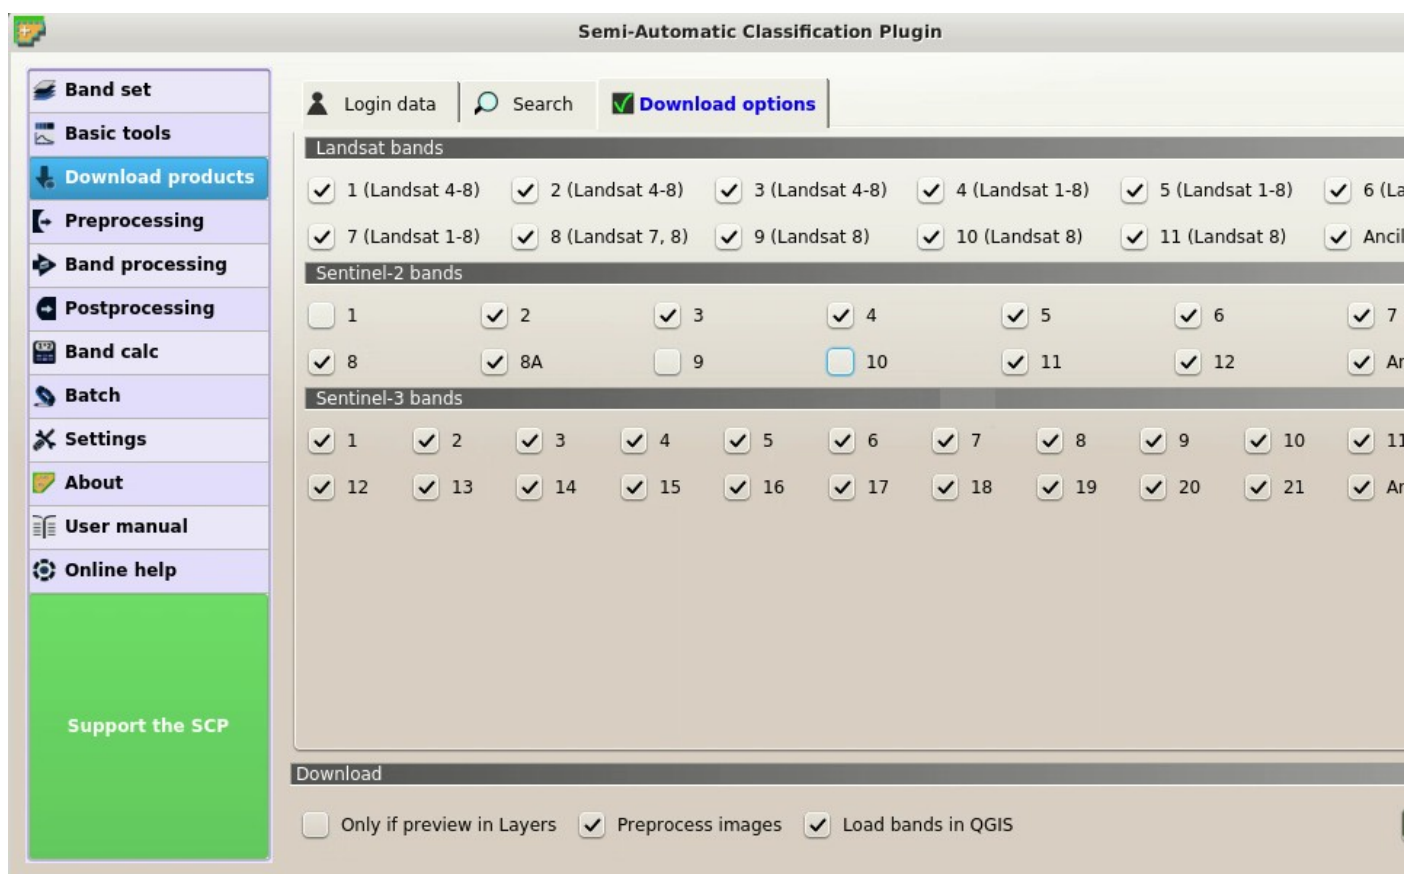 Semi-Automatic Classification Plugin
Band set
Basic tools
Download products
Preprocessing
Band processing
Postprocessing
Band calc
Batch
Settings
About
User manual
Online help
Support the SCP
Login data Search Download options
Landsat bands
1 (Landsat 4-8) 2 (Landsat 4-8) 3 (Landsat 4-8) 4 (Landsat 1-8) 5 (Landsat 1-8) 6 (La
7 (Landsat 1-8) 8 (Landsat 7, 8) 9 (Landsat 8) 10 (Landsat 8) 11 (Landsat 8) Ancil
Sentinel-2 bands
1 2 3 4 5 6 7
8 8A 9 10 11 12 An
Sentinel-3 bands
1 2 3 4 5 6 7 8 9 10 11
12 13 14 15 16 17 18 19 20 21 An
Download
Only if preview in Layers Preprocess images Load bands in QGIS